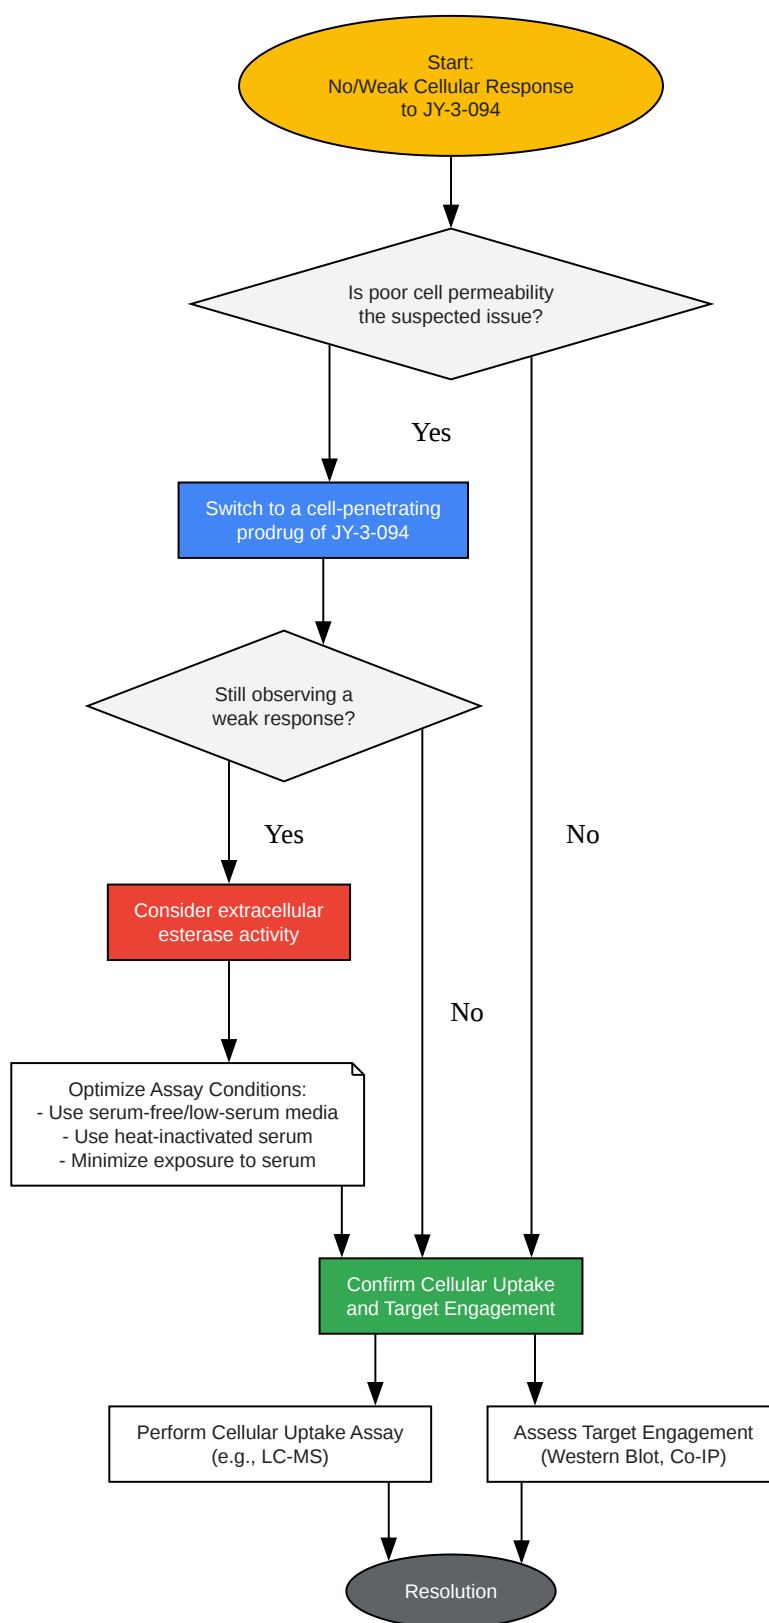 Start:
No/Weak Cellular Response
to JY-3-094
Is poor cell permeability
the suspected issue?
Yes
Switch to a cell-penetrating
prodrug of JY-3-094
Still observing a
weak response?
Yes
No
Consider extracellular
esterase activity
No
Optimize Assay Conditions:
- Use serum-free/low-serum media
- Use heat-inactivated serum
- Minimize exposure to serum
Confirm Cellular Uptake
and Target Engagement
Perform Cellular Uptake Assay
(e.g., LC-MS)
Assess Target Engagement
(Western Blot, Co-IP)
Resolution